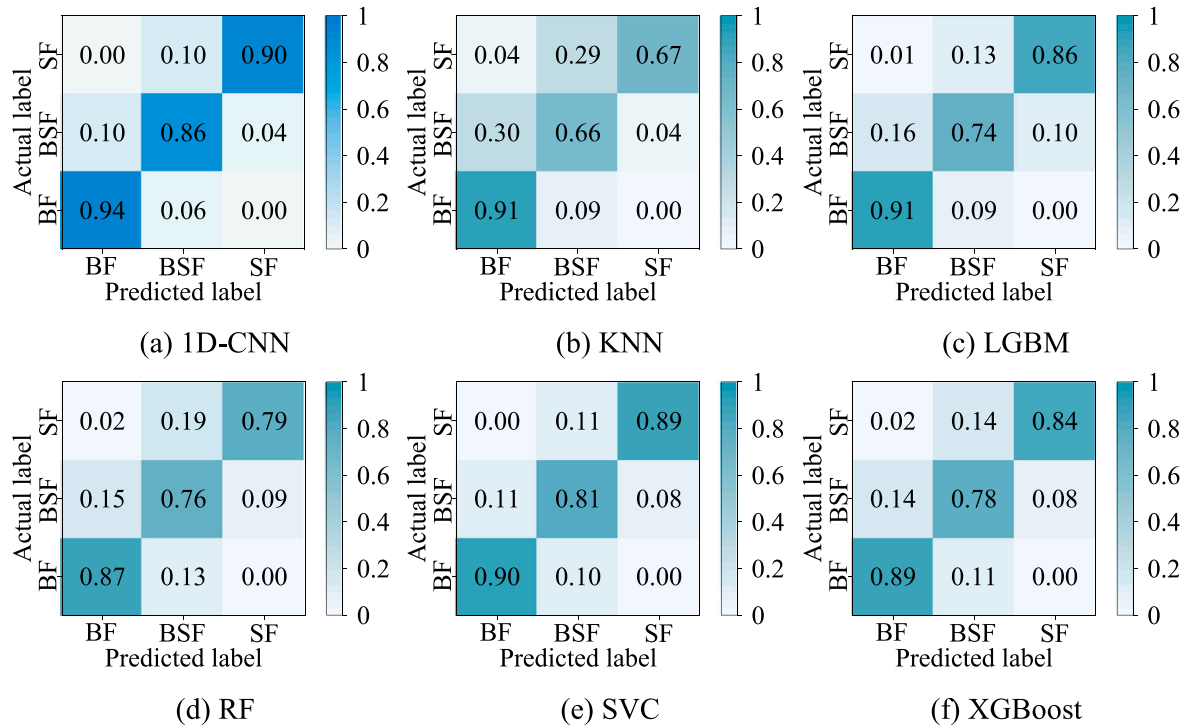 1
1
1
SF
0.00 0.10 0.90
0.8
SF
0.04 0.29 0.67
0.8
SF
0.01 0.13 0.86
0.8
Actual label
BSF
0.10 0.86 0.04
0.6
0.4
Actual label
BSF
0.30 0.66 0.04
0.6
0.4
Actual label
BSF
0.16 0.74 0.10
0.6
0.4
BF
0.94 0.06 0.00
0.2
0
BF
0.91 0.09 0.00
0.2
0
BF
0.91 0.09 0.00
0.2
0
BF BSF SF
BF BSF SF
BF BSF SF
Predicted label
Predicted label
Predicted label
(a) 1D-CNN
(b) KNN
(c) LGBM
1
1
1
SF
0.02 0.19 0.79
0.8
SF
0.00 0.11 0.89
0.8
SF
0.02 0.14 0.84
0.8
Actual label
BSF
0.15 0.76 0.09
0.6
0.4
Actual label
BSF
0.11 0.81 0.08
0.6
0.4
Actual label
BSF
0.14 0.78 0.08
0.6
0.4
BF
0.87 0.13 0.00
0.2
0
BF
0.90 0.10 0.00
0.2
0
BF
0.89 0.11 0.00
0.2
0
BF BSF SF
BF BSF SF
BF BSF SF
Predicted label
Predicted label
Predicted label
(d) RF
(e) SVC
(f) XGBoost